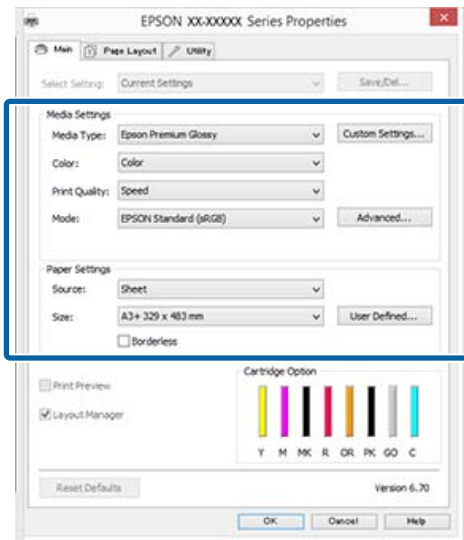 EPSON XX-XXXXX Series Properties
Main Page Layout Utility
Select Setting: Current Settings Save/Del...
Media Settings
Media Type: Epson Premium Glossy Custom Settings...
Color: Color
Print Quality: Speed
Mode: EPSON Standard (sRGB) Advanced...
Paper Settings
Source: Sheet
Size: A3+ 329 x 483 mm User Defined...
Borderless
Print Preview
Layout Manager
Cartridge Option
Y M MK R OR PK GO C
Reset Defaults Version 6.70
OK Cancel Help